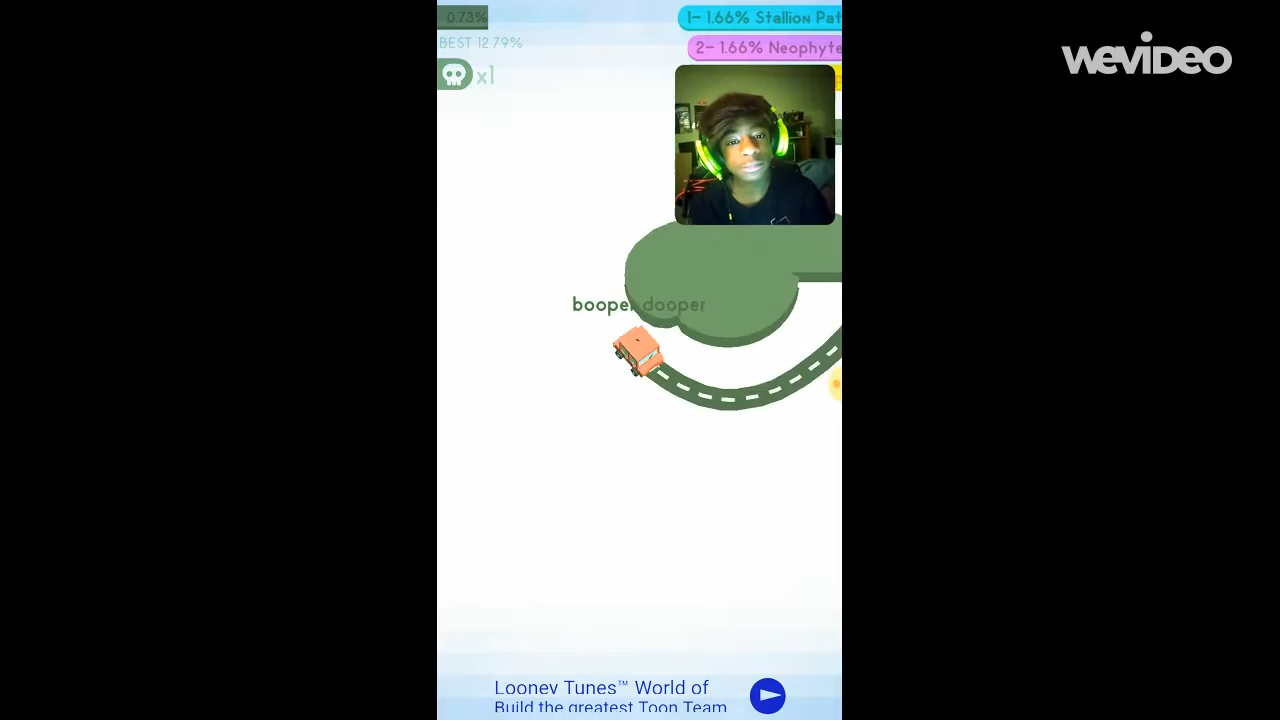 0.73%
1- 1.66% Stallion Pat
BEST 12.79%
2- 1.66% Neophyte
x1
wevideo
booper dooper
Looney Tunes™ World of
Build the greatest Toon Team